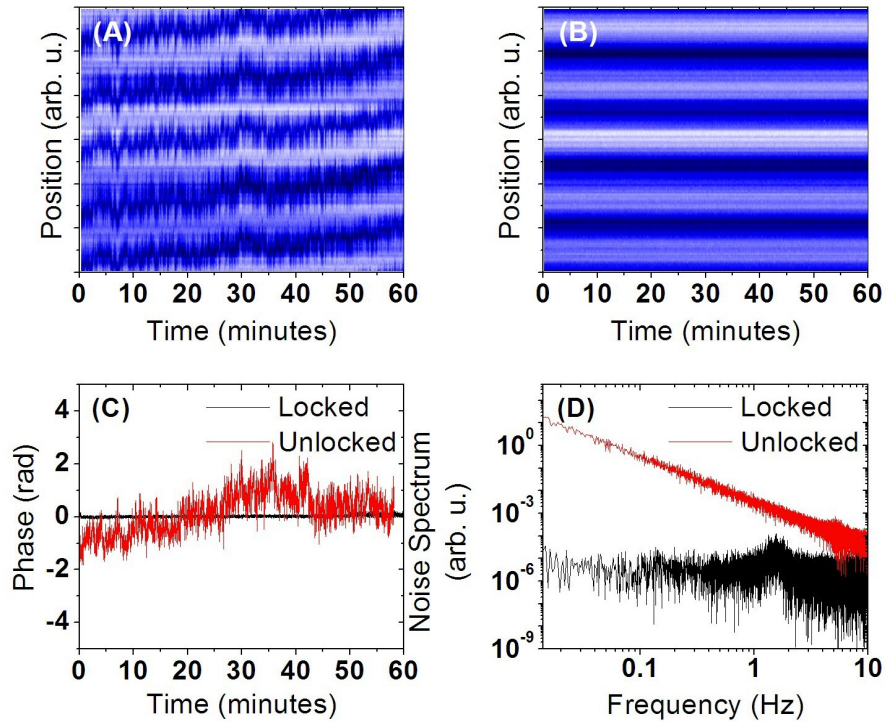 (A)
Position (arb. u.)
0 10 20 30 40 50 60
Time (minutes)
(B)
Position (arb. u.)
0 10 20 30 40 50 60
Time (minutes)
(C)
Locked
Unlocked
Phase (rad)
4
2
0
-2
-4
0 10 20 30 40 50 60
Time (minutes)
(D)
Locked
Unlocked
Noise Spectrum
(arb. u.)
10^0
10^-3
10^-6
10^-9
0.1 1 10
Frequency (Hz)